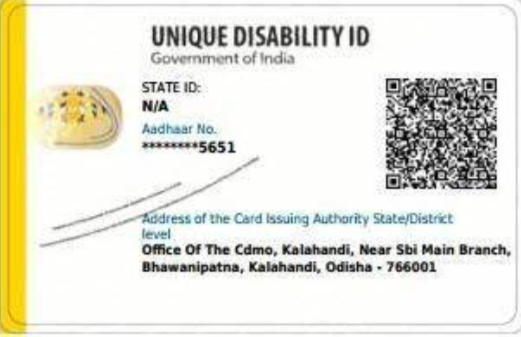 UNIQUE DISABILITY ID
Government of India
STATE ID:
N/A
Aadhaar No.
********5651
Address of the Card Issuing Authority State/District
level
Office Of The Cdmo, Kalahandi, Near Sbi Main Branch,
Bhawanipatna, Kalahandi, Odisha - 766001